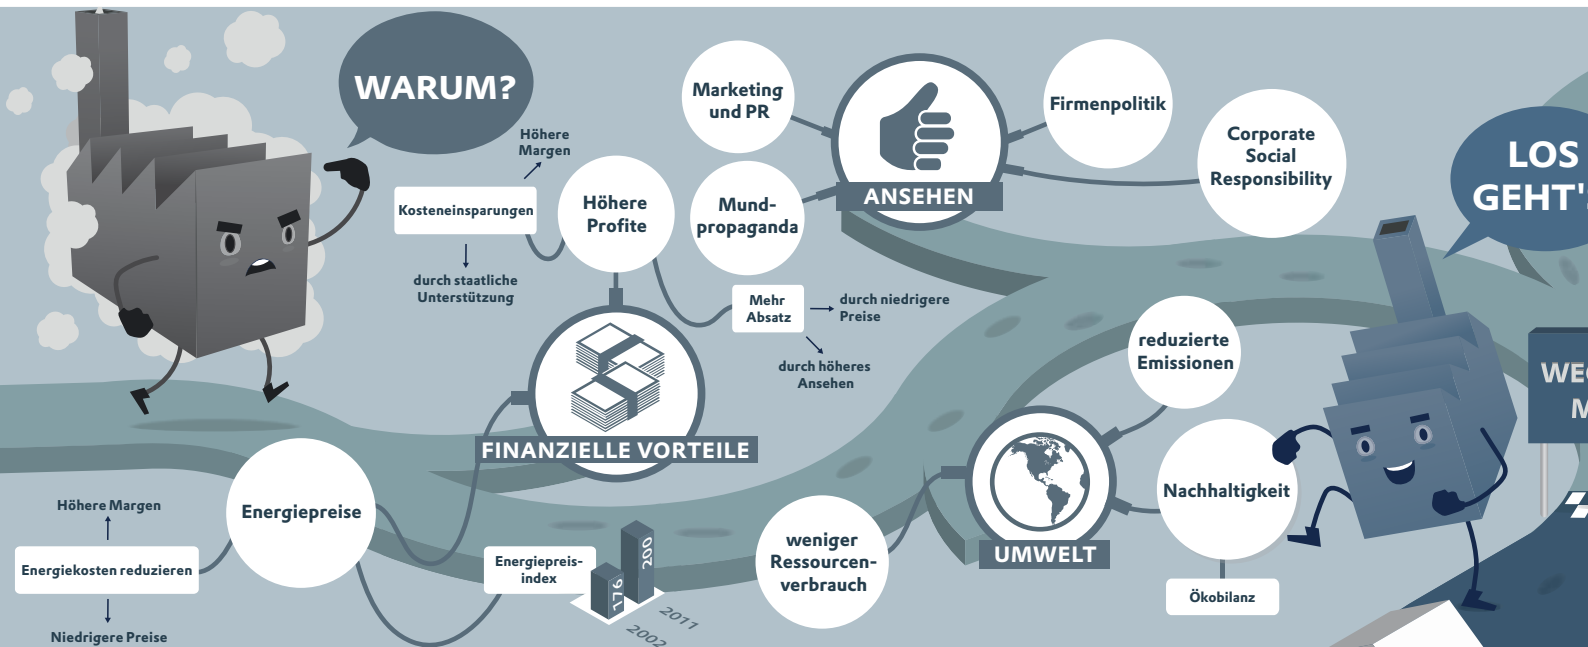 WARUM?
Höhere
Margen
Kosteneinsparungen
durch staatliche
Unterstützung
Höhere
Profite
Marketing
und PR
Mund-
propaganda
ANSEHEN
Firmenpolitik
Corporate
Social
Responsibility
LOS
GEHT'
Mehr
Absatz
durch niedrigere
Preise
durch höheres
Ansehen
FINANZIELLE VORTEILE
reduzierte
Emissionen
Nachhaltigkeit
Ökobilanz
UMWELT
weniger
Ressourcen-
verbrauch
Energiepreise
Höhere Margen
Energiekosten reduzieren
Niedrigere Preise
Energiepreis-
index
176
200
2002
2011